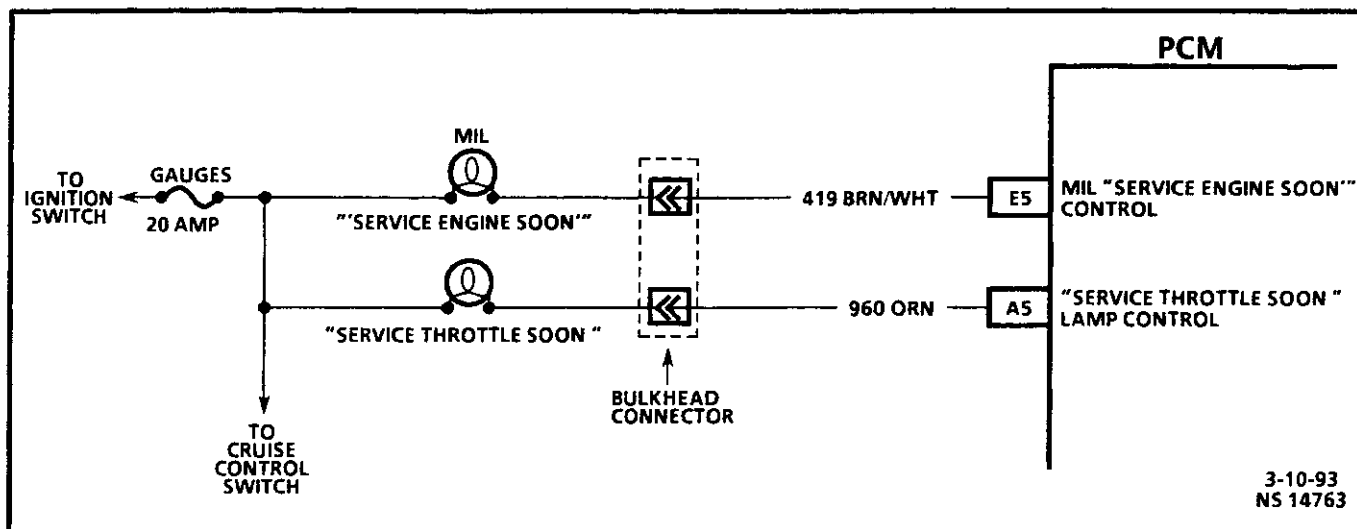 PCM
MIL
GAUGES
TO
IGNITION
SWITCH
20 AMP
"'SERVICE ENGINE SOON'"
419 BRN/WHT
E5
MIL "SERVICE ENGINE SOON'"
CONTROL
"SERVICE THROTTLE SOON "
960 ORN
A5
"SERVICE THROTTLE SOON "
LAMP CONTROL
BULKHEAD
CONNECTOR
TO
CRUISE
CONTROL
SWITCH
3-10-93
NS 14763